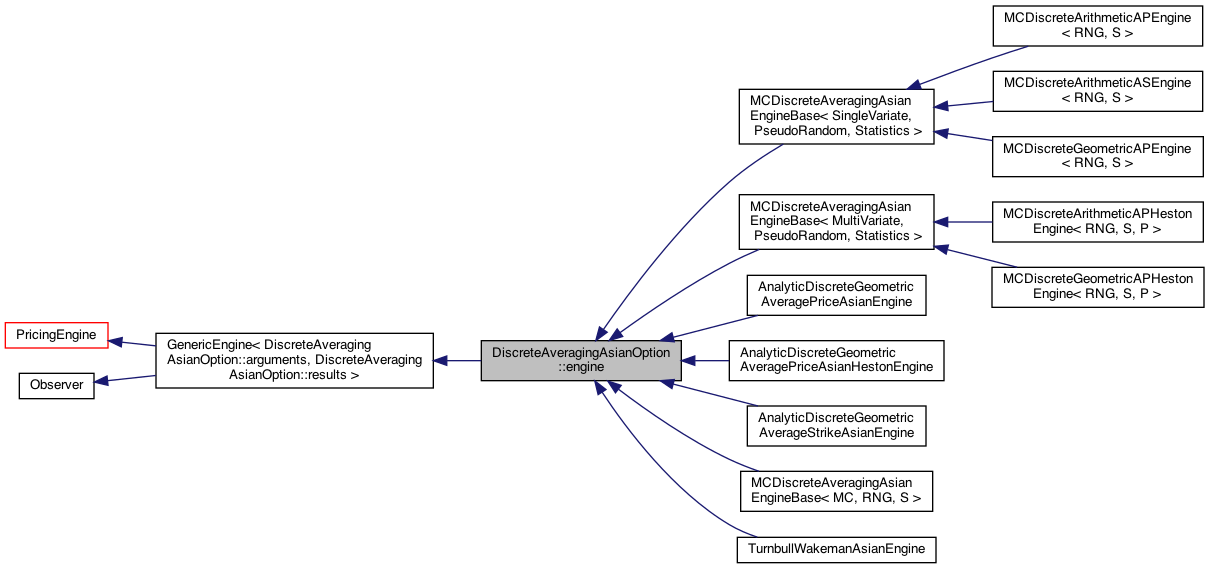 PricingEngine
Observer
GenericEngine< DiscreteAveraging
AsianOption::arguments, DiscreteAveraging
AsianOption::results >
DiscreteAveragingAsianOption
::engine
MCDiscreteAveragingAsian
EngineBase< SingleVariate,
PseudoRandom, Statistics >
MCDiscreteAveragingAsian
EngineBase< MultiVariate,
PseudoRandom, Statistics >
AnalyticDiscreteGeometric
AveragePriceAsianEngine
AnalyticDiscreteGeometric
AveragePriceAsianHestonEngine
AnalyticDiscreteGeometric
AverageStrikeAsianEngine
MCDiscreteAveragingAsian
EngineBase< MC, RNG, S >
TurnbullWakemanAsianEngine
MCDiscreteArithmeticAPEngine
< RNG, S >
MCDiscreteArithmeticASEngine
< RNG, S >
MCDiscreteGeometricAPEngine
< RNG, S >
MCDiscreteArithmeticAPHeston
Engine< RNG, S, P >
MCDiscreteGeometricAPHeston
Engine< RNG, S, P >